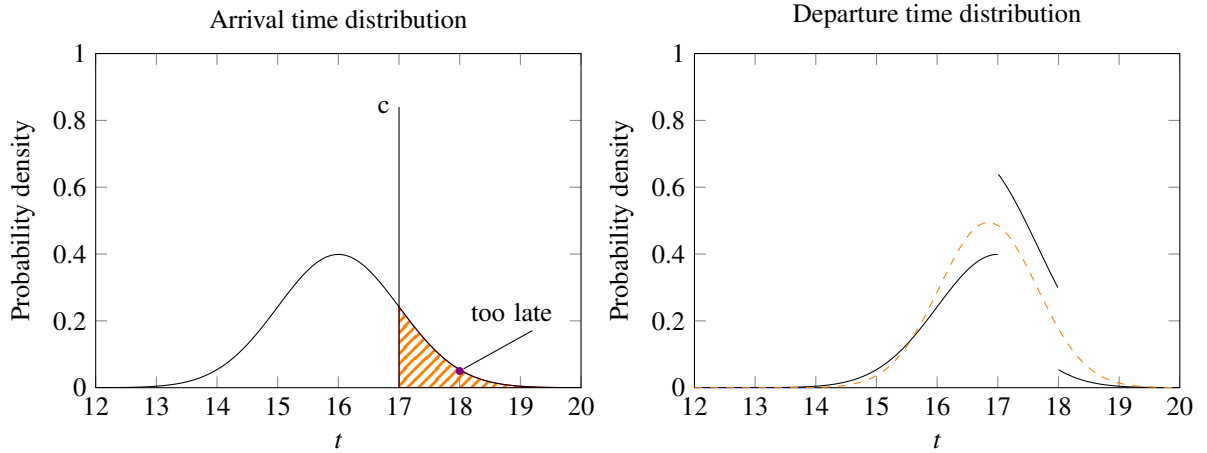 Arrival time distribution
1
0.8
0.6
0.4
0.2
0
Probability density
c
too late
12 13 14 15 16 17 18 19 20
t
Departure time distribution
1
0.8
0.6
0.4
0.2
0
Probability density
12 13 14 15 16 17 18 19 20
t